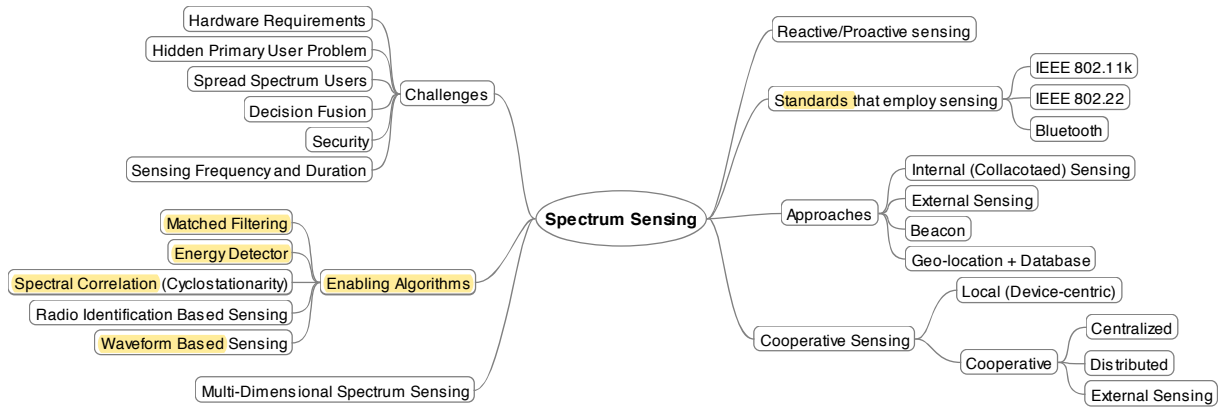 Hardware Requirements
Hidden Primary User Problem
Spread Spectrum Users
Decision Fusion
Security
Sensing Frequency and Duration
Challenges
Matched Filtering
Energy Detector
Spectral Correlation (Cyclostationarity)
Radio Identification Based Sensing
Waveform Based Sensing
Enabling Algorithms
Multi-Dimensional Spectrum Sensing
Spectrum Sensing
Reactive/Proactive sensing
Standards that employ sensing
IEEE 802.11k
IEEE 802.22
Bluetooth
Approaches
Internal (Collacotaed) Sensing
External Sensing
Beacon
Geo-location + Database
Cooperative Sensing
Local (Device-centric)
Cooperative
Centralized
Distributed
External Sensing